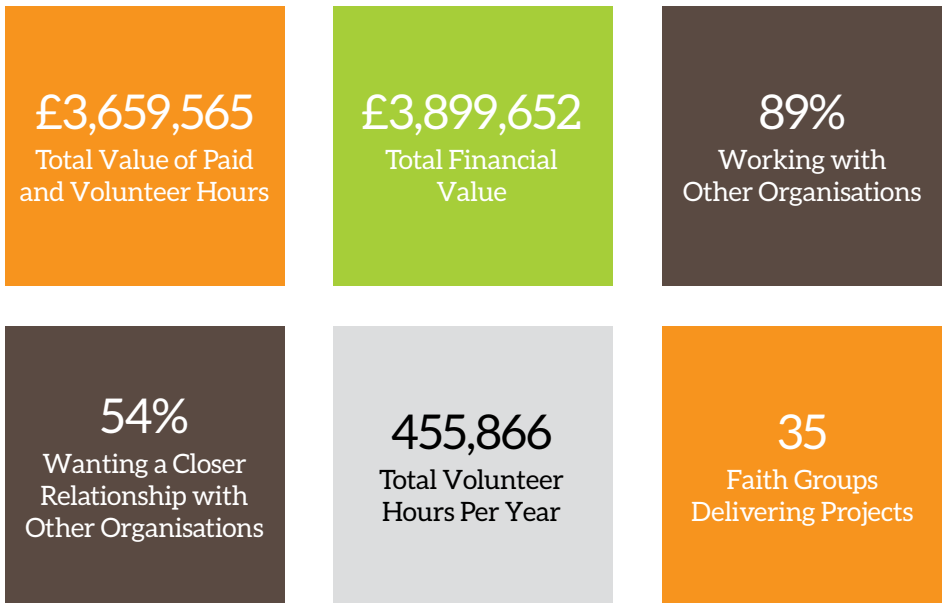 £3,659,565
Total Value of Paid
and Volunteer Hours
£3,899,652
Total Financial
Value
89%
Working with
Other Organisations
54%
Wanting a Closer
Relationship with
Other Organisations
455,866
Total Volunteer
Hours Per Year
35
Faith Groups
Delivering Projects